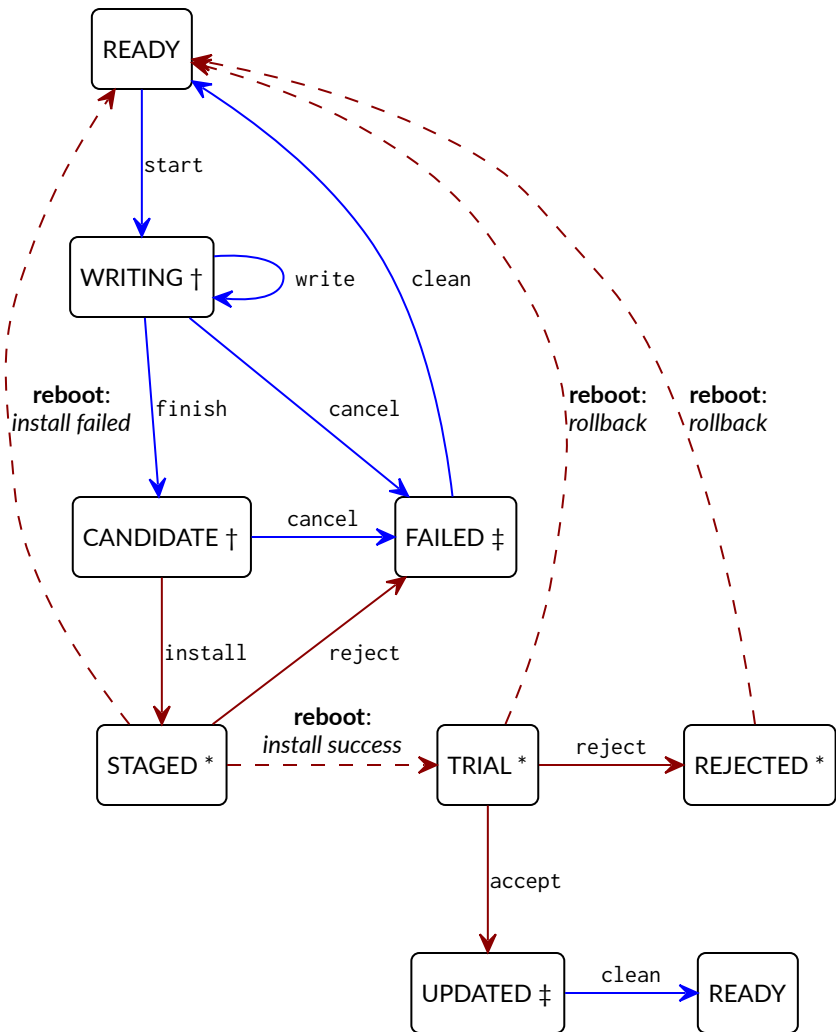 READY
start
WRITING †
write
clean
reboot:
install failed
finish
cancel
reboot:
rollback
reboot:
rollback
CANDIDATE †
cancel
FAILED ‡
install
reject
reboot:
install success
STAGED *
TRIAL *
reject
REJECTED *
accept
UPDATED ‡
clean
READY